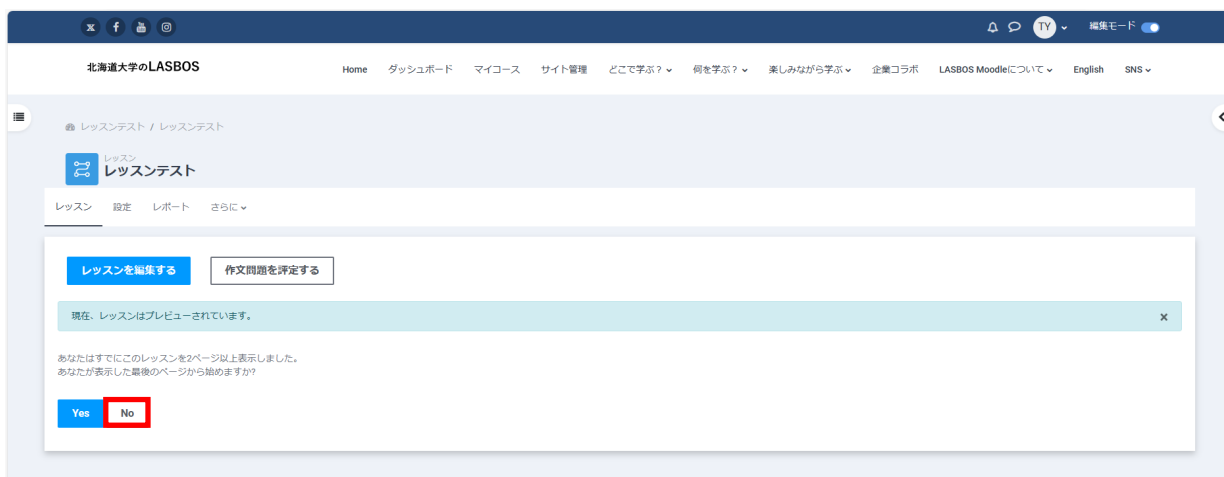 TY 編集モード
北海道大学のLASBOS Home ダッシュボード マイコース サイト管理 どこで学ぶ? 何を学ぶ? 楽しみながら学ぶ 企業コラボ LASBOS Moodleについて English SNS
レッスンテスト / レッスンテスト
レッスン
レッスンテスト
レッスン 設定 レポート さらに
レッスンを編集する 作文問題を評定する
現在、レッスンはプレビューされています。 ×
あなたはすでにこのレッスンを2ページ以上表示しました。
あなたが表示した最後のページから始めますか?
Yes No